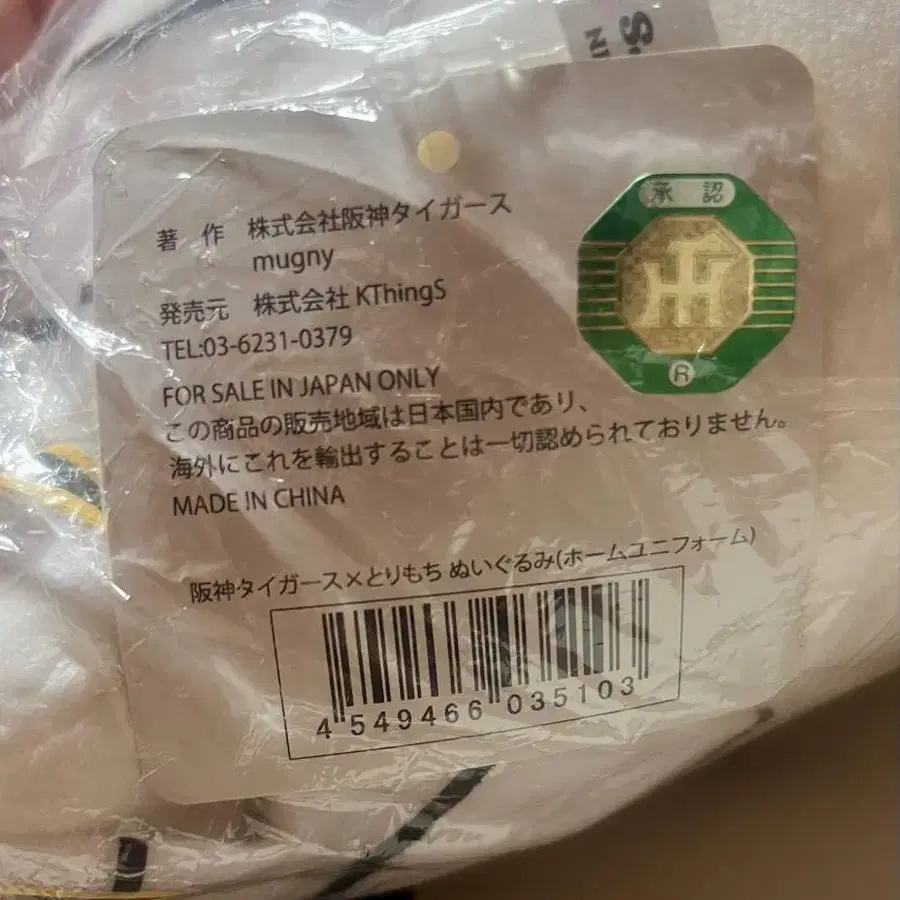 承 認
R
著 作 株式会社阪神タイガース
mugny
発売元 株式会社 KThingS
TEL:03-6231-0379
FOR SALE IN JAPAN ONLY
この商品の販売地域は日本国内であり、
海外にこれを輸出することは一切認められておりません。
MADE IN CHINA
阪神タイガース×とりもち ぬいぐるみ(ホームユニフォーム)
4 549466 035103